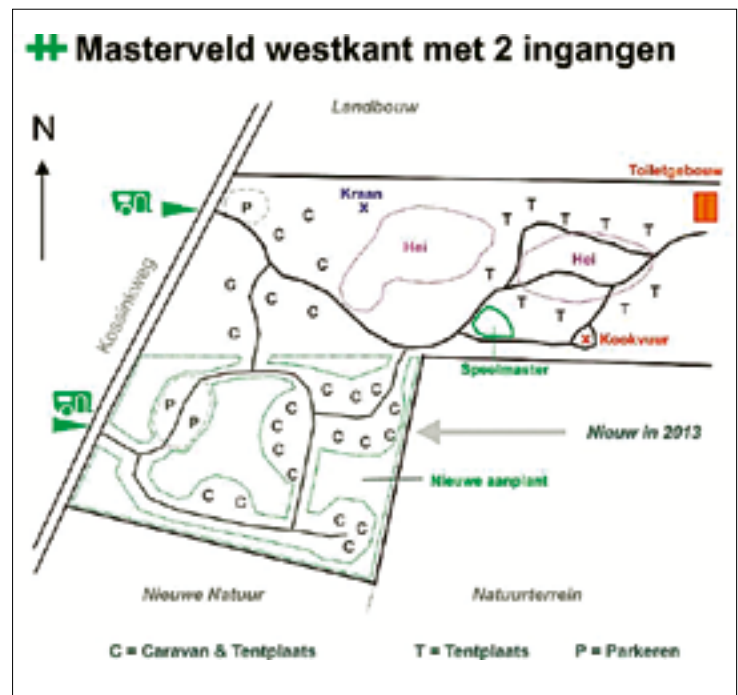 Masterveld westkant met 2 ingangen
Landbouw
N
Toiletgebouw
Kraan
x
P
C
C
C
C
T
T
T
T
T
Hei
Hei
T
T
C
C
C
C
T
T
T
T
Kossinkweg
x Kookvuur
Speelmaster
C
C
C
C
C
P
P
C
C
C
C
C
C
C
Nieuw in 2013
Nieuwe aanplant
C
C
C
C
C
Nieuwe Natuur
Natuurterrein
C = Caravan & Tentplaats
T = Tentplaats
P = Parkeren